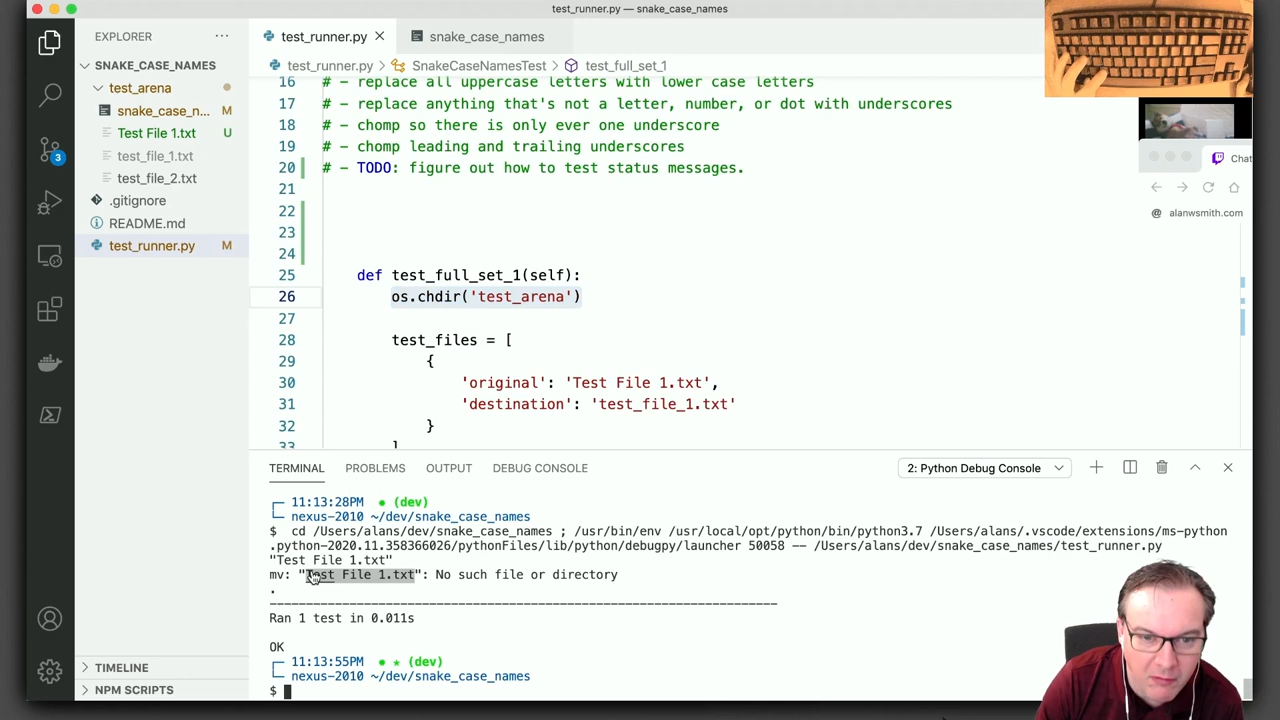 test_runner.py — snake_case_names
EXPLORER
test_runner.py
snake_case_names
SNAKE_CASE_NAMES
test_runner.py > SnakeCaseNamesTest > test_full_set_1
test_arena
snake_case_n... M
Test File 1.txt U
test_file_1.txt
test_file_2.txt
.gitignore
README.md
test_runner.py M
3
16 # - replace all uppercase letters with lower case letters
17 # - replace anything that's not a letter, number, or dot with underscores
18 # - chomp so there is only ever one underscore
19 # - chomp leading and trailing underscores
20 # - TODO: figure out how to test status messages.
21
22
23
24
25 def test_full_set_1(self):
26 os.chdir('test_arena')
27
28 test_files = [
29 {
30 'original': 'Test File 1.txt',
31 'destination': 'test_file_1.txt'
32 }
33 ]
Chat
@ alanwsmith.com
TERMINAL PROBLEMS OUTPUT DEBUG CONSOLE
2: Python Debug Console
11:13:28PM (dev)
nexus-2010 ~/dev/snake_case_names
$ cd /Users/alans/dev/snake_case_names ; /usr/bin/env /usr/local/opt/python/bin/python3.7 /Users/alans/.vscode/extensions/ms-python
.python-2020.11.358366026/pythonFiles/lib/python/debugpy/launcher 50058 -- /Users/alans/dev/snake_case_names/test_runner.py
"Test File 1.txt"
mv: "Test File 1.txt": No such file or directory
.
----------------------------------------------------------------------
Ran 1 test in 0.011s
OK
11:13:55PM ★ (dev)
nexus-2010 ~/dev/snake_case_names
$
TIMELINE
NPM SCRIPTS